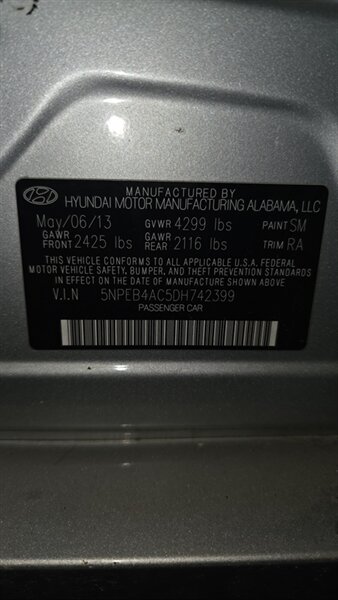 MANUFACTURED BY
HYUNDAI MOTOR MANUFACTURING ALABAMA, LLC
May/06/13 GVWR 4299 lbs PAINT SM
GAWR FRONT 2425 lbs GAWR REAR 2116 lbs TRIM RA
THIS VEHICLE CONFORMS TO ALL APPLICABLE U.S.A. FEDERAL
MOTOR VEHICLE SAFETY, BUMPER, AND THEFT PREVENTION STANDARDS
IN EFFECT ON THE DATE OF MANUFACTURE SHOWN ABOVE.
V.I.N 5NPEB4AC5DH742399
PASSENGER CAR